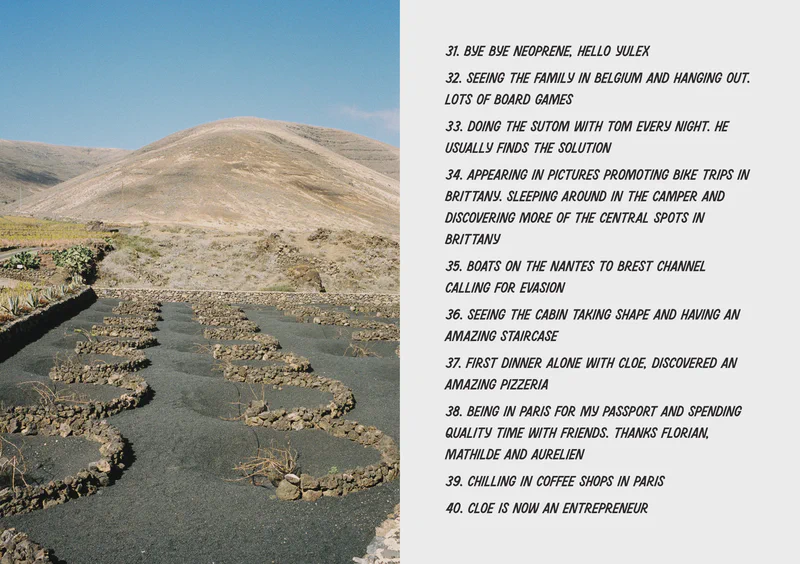 31. BYE BYE NEOPRENE, HELLO YULEX
32. SEEING THE FAMILY IN BELGIUM AND HANGING OUT.
LOTS OF BOARD GAMES
33. DOING THE SUTOM WITH TOM EVERY NIGHT. HE
USUALLY FINDS THE SOLUTION
34. APPEARING IN PICTURES PROMOTING BIKE TRIPS IN
BRITTANY. SLEEPING AROUND IN THE CAMPER AND
DISCOVERING MORE OF THE CENTRAL SPOTS IN
BRITTANY
35. BOATS ON THE NANTES TO BREST CHANNEL
CALLING FOR EVASION
36. SEEING THE CABIN TAKING SHAPE AND HAVING AN
AMAZING STAIRCASE
37. FIRST DINNER ALONE WITH CLOE, DISCOVERED AN
AMAZING PIZZERIA
38. BEING IN PARIS FOR MY PASSPORT AND SPENDING
QUALITY TIME WITH FRIENDS. THANKS FLORIAN,
MATHILDE AND AURELIEN
39. CHILLING IN COFFEE SHOPS IN PARIS
40. CLOE IS NOW AN ENTREPRENEUR